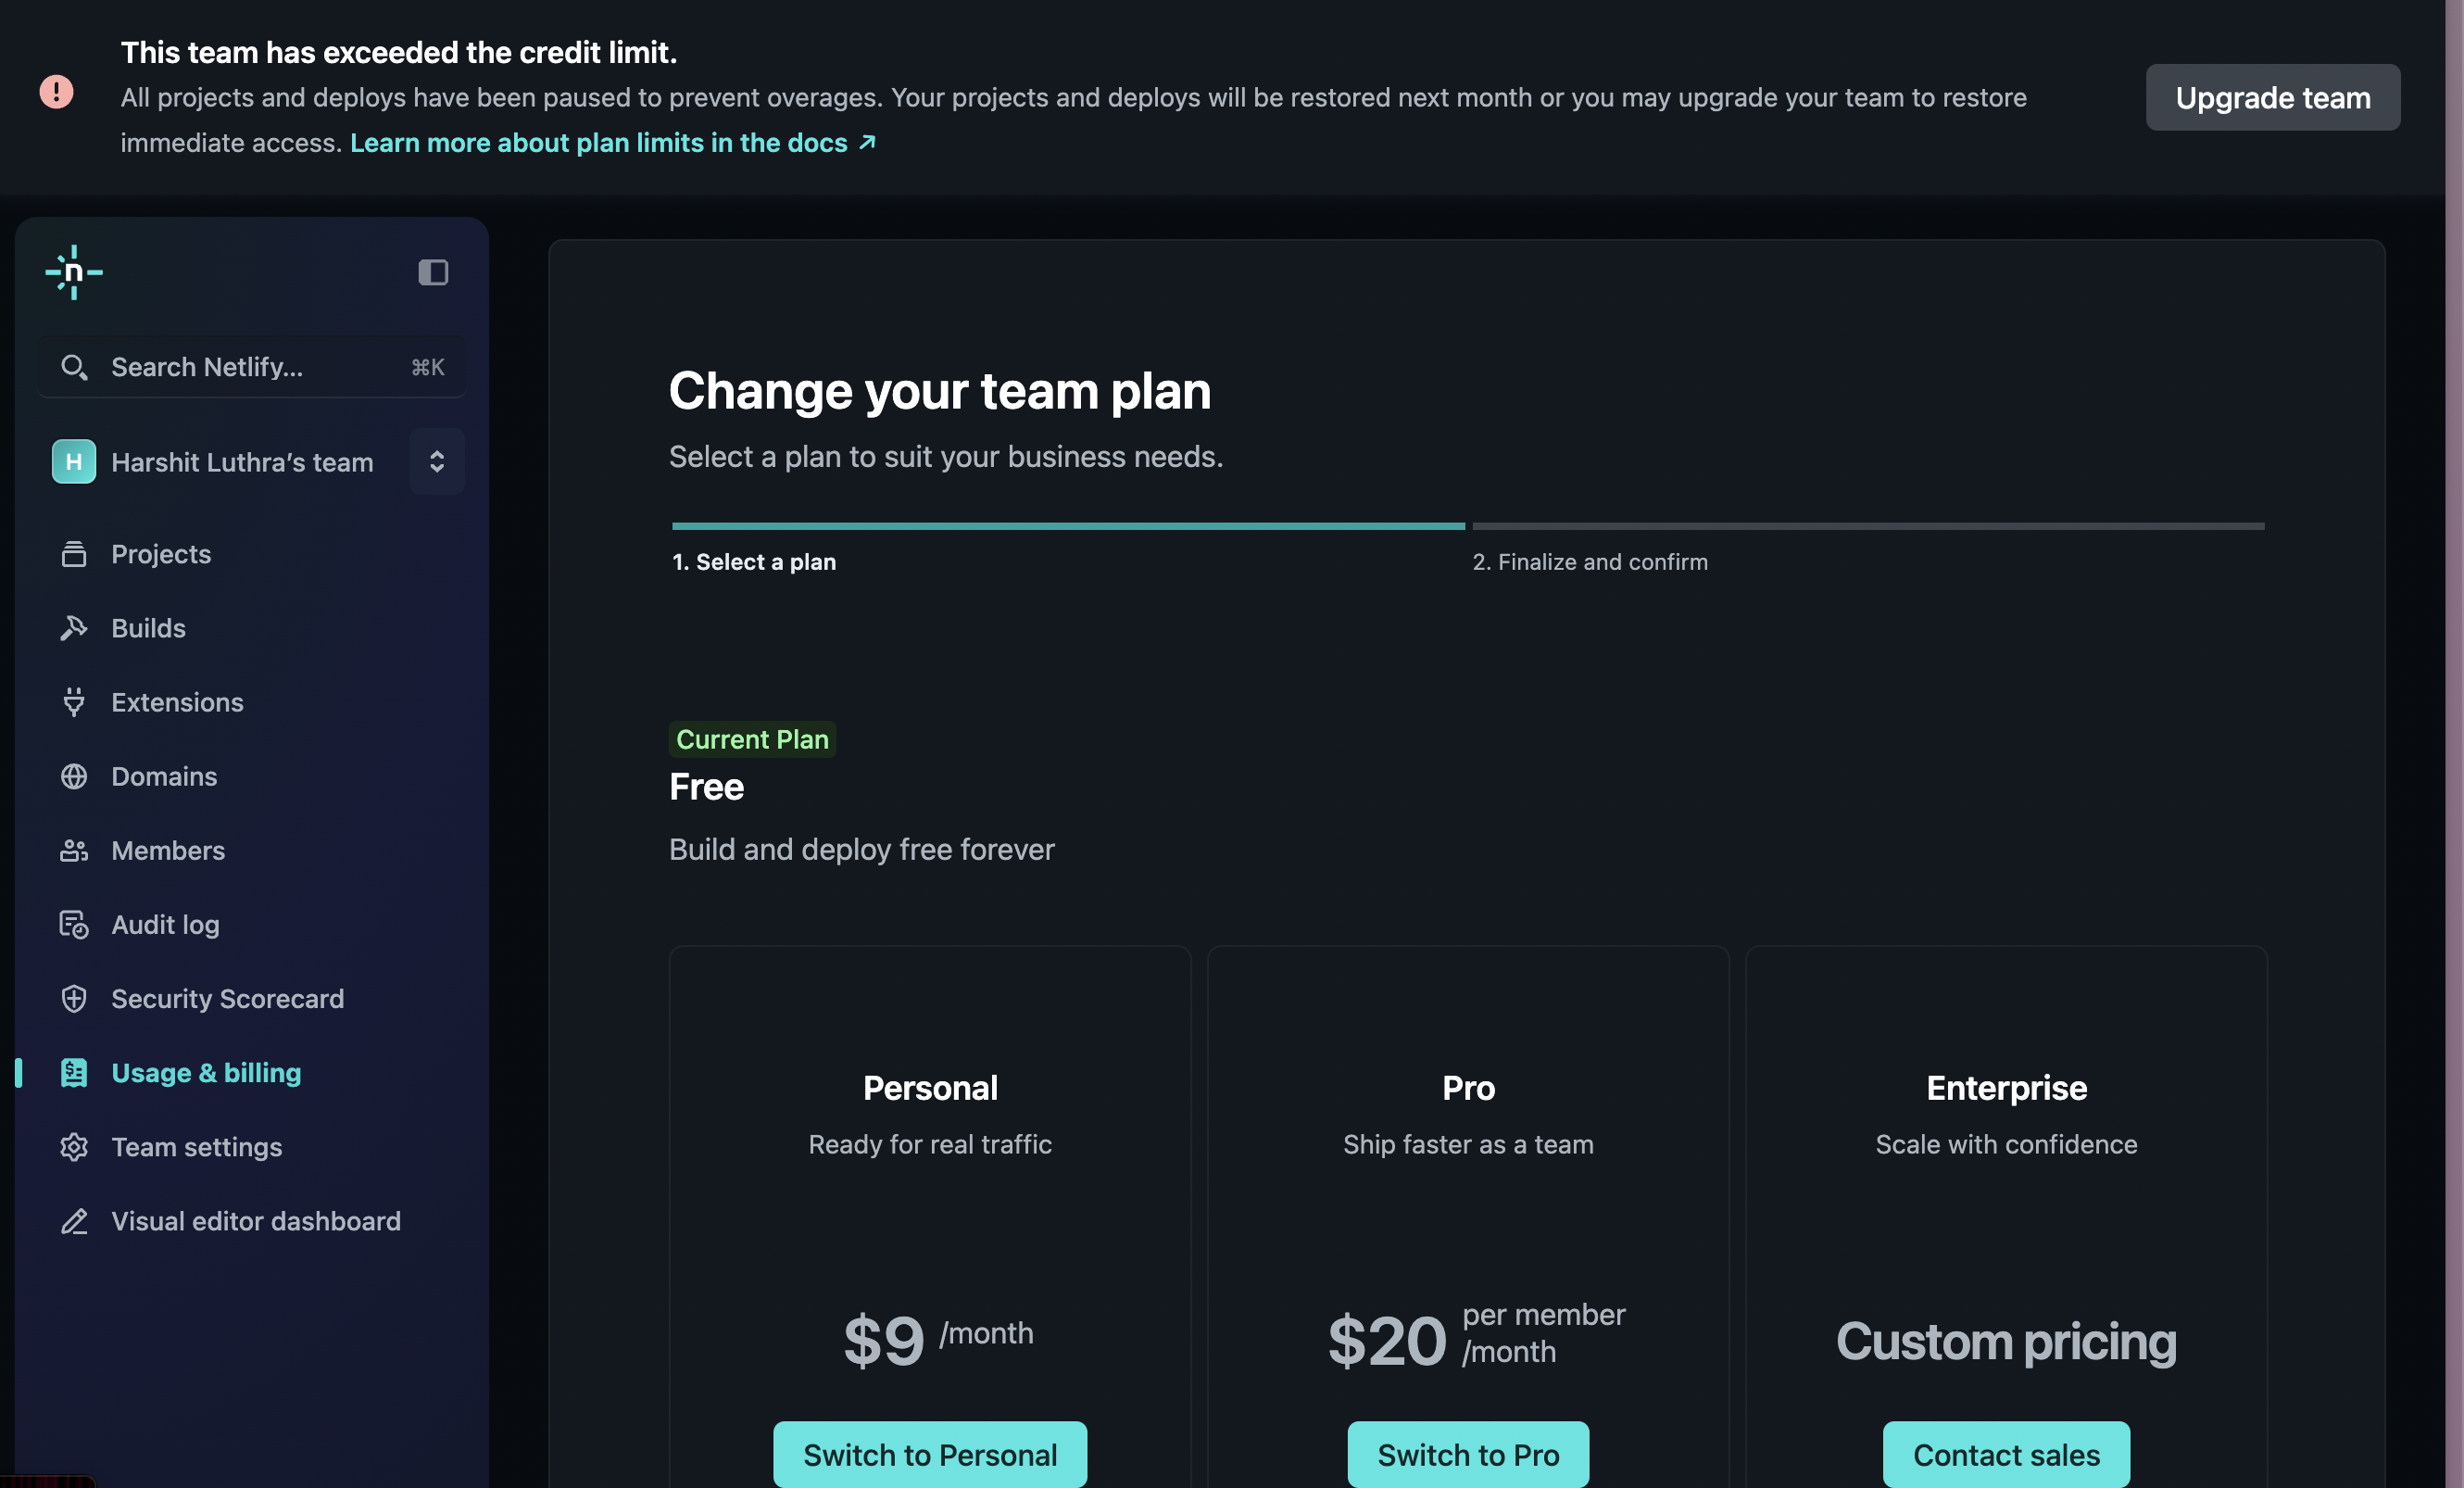 This team has exceeded the credit limit.
All projects and deploys have been paused to prevent overages. Your projects and deploys will be restored next month or you may upgrade your team to restore
immediate access. Learn more about plan limits in the docs ↗
Upgrade team
n
Search Netlify...
⌘K
H
Harshit Luthra’s team
Projects
Builds
Extensions
Domains
Members
Audit log
Security Scorecard
Usage & billing
Team settings
Visual editor dashboard
Change your team plan
Select a plan to suit your business needs.
1. Select a plan
2. Finalize and confirm
Current Plan
Free
Build and deploy free forever
Personal
Ready for real traffic
$9 /month
Switch to Personal
Pro
Ship faster as a team
$20 per member
/month
Switch to Pro
Enterprise
Scale with confidence
Custom pricing
Contact sales